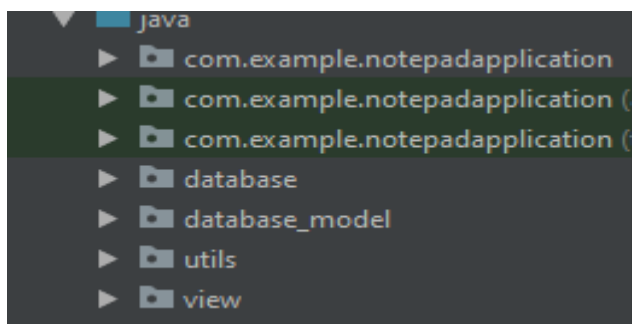 java
com.example.notepadapplication
com.example.notepadapplication (
com.example.notepadapplication (
database
database_model
utils
view